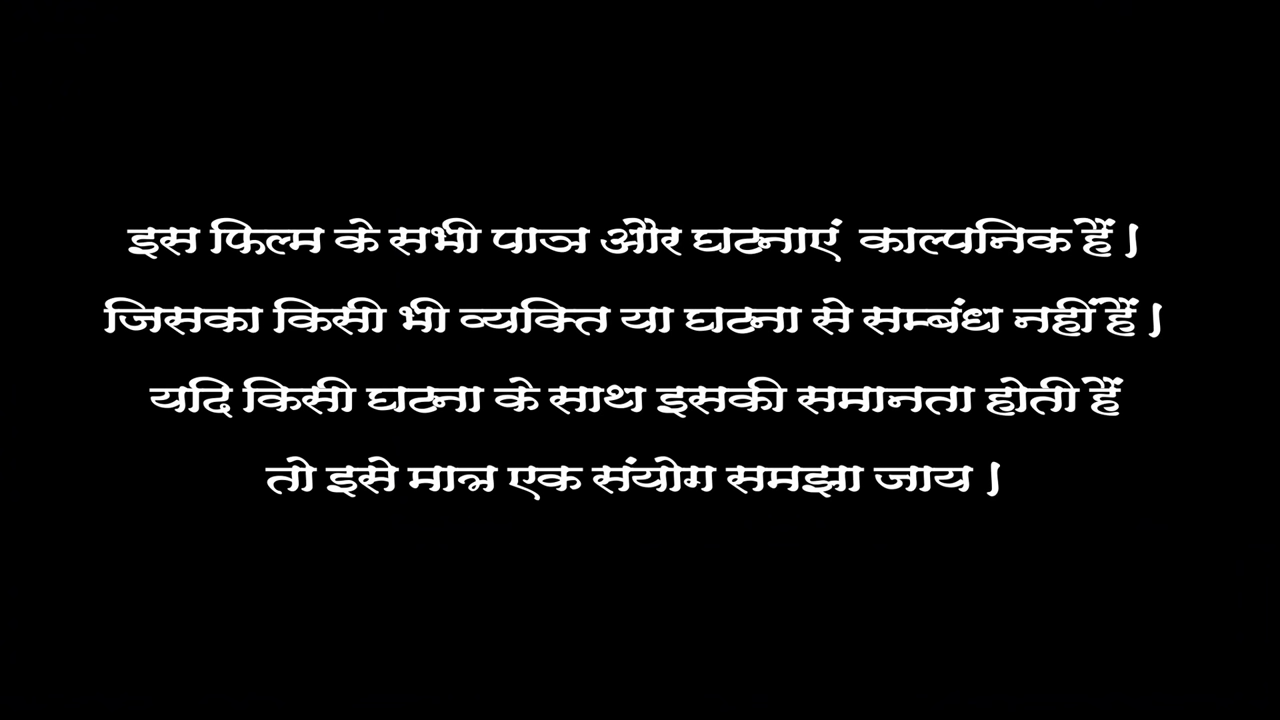 इस फिल्म के सभी पात्र और घटनाएं काल्पनिक हैं।
जिसका किसी भी व्यक्ति या घटना से सम्बंध नहीं हैं।
यदि किसी घटना के साथ इसकी समानता होती हैं
तो इसे मात्र एक संयोग समझा जाय।